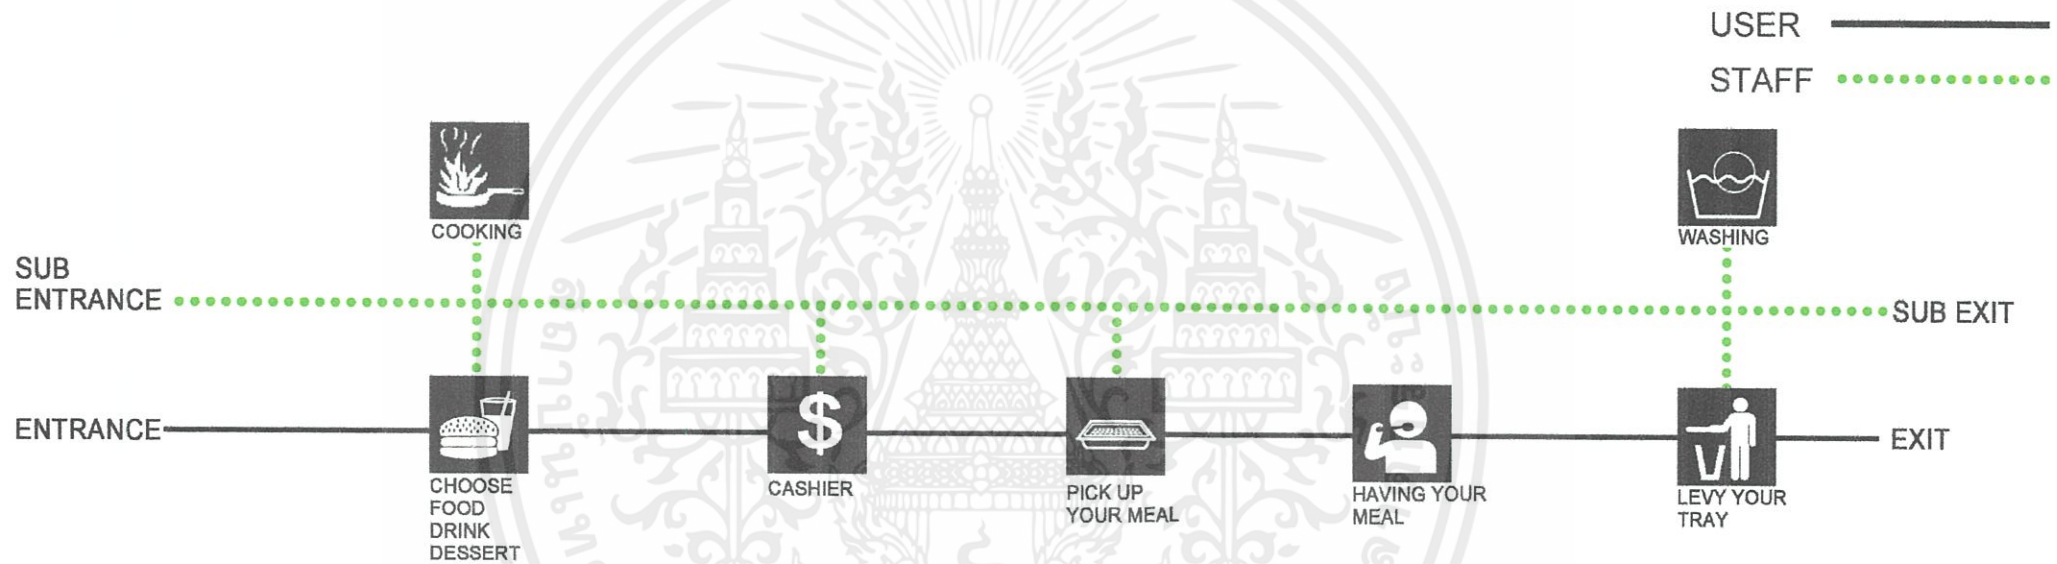 USER
STAFF
COOKING
WASHING
SUB
ENTRANCE
SUB EXIT
ENTRANCE
$
EXIT
CHOOSE
FOOD
DRINK
DESSERT
CASHIER
PICK UP
YOUR MEAL
HAVING YOUR
MEAL
LEVY YOUR
TRAY